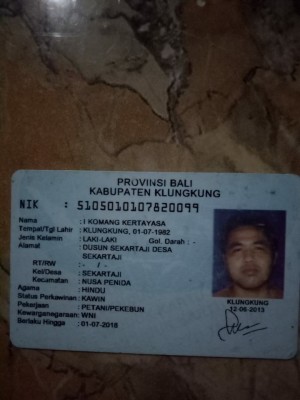 PROVINSI BALI
KABUPATEN KLUNGKUNG
NIK : 5105010107820099
Nama : I KOMANG KERTAYASA
Tempat/Tgl Lahir : KLUNGKUNG, 01-07-1982
Jenis Kelamin : LAKI-LAKI Gol. Darah : -
Alamat : DUSUN SEKARTAJI DESA
SEKARTAJI
RT/RW : - / -
Kel/Desa : SEKARTAJI
Kecamatan : NUSA PENIDA
Agama : HINDU
Status Perkawinan : KAWIN
Pekerjaan : PETANI/PEKEBUN
Kewarganegaraan : WNI
Berlaku Hingga : 01-07-2018
KLUNGKUNG
12-06-2013